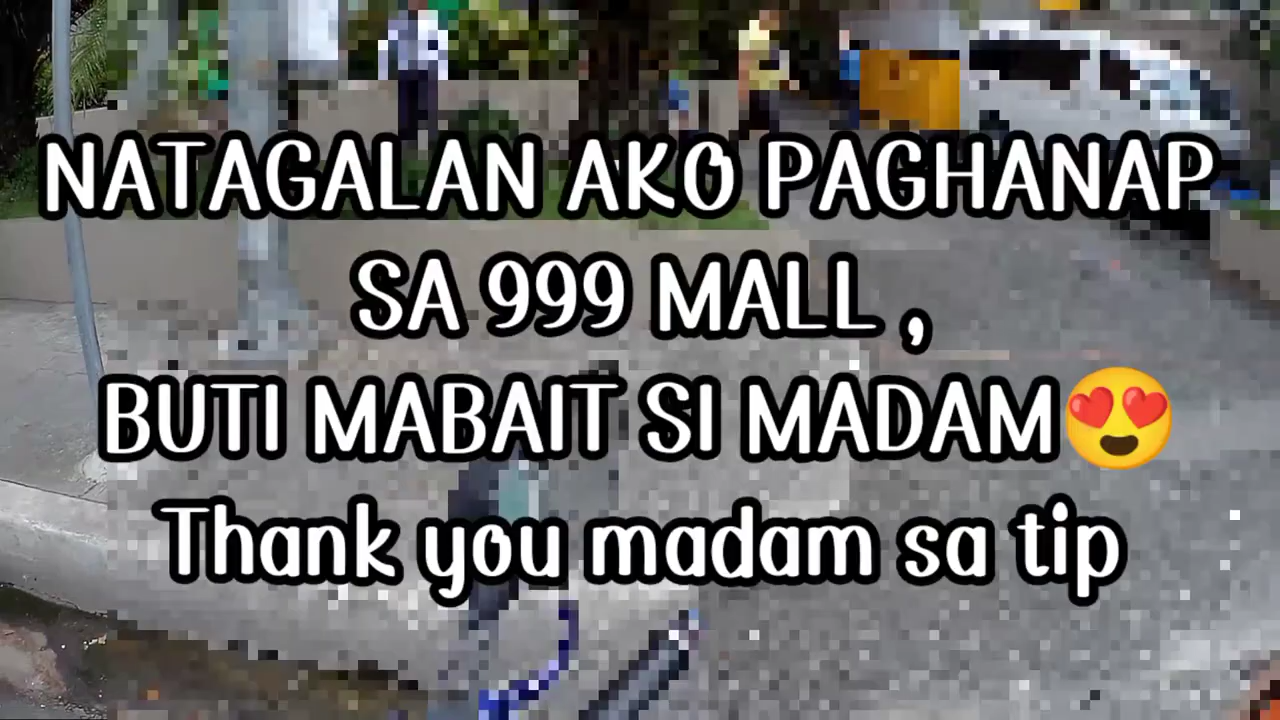 NATAGALAN AKO PAGHANAP
SA 999 MALL ,
BUTI MABAIT SI MADAM😍
Thank you madam sa tip